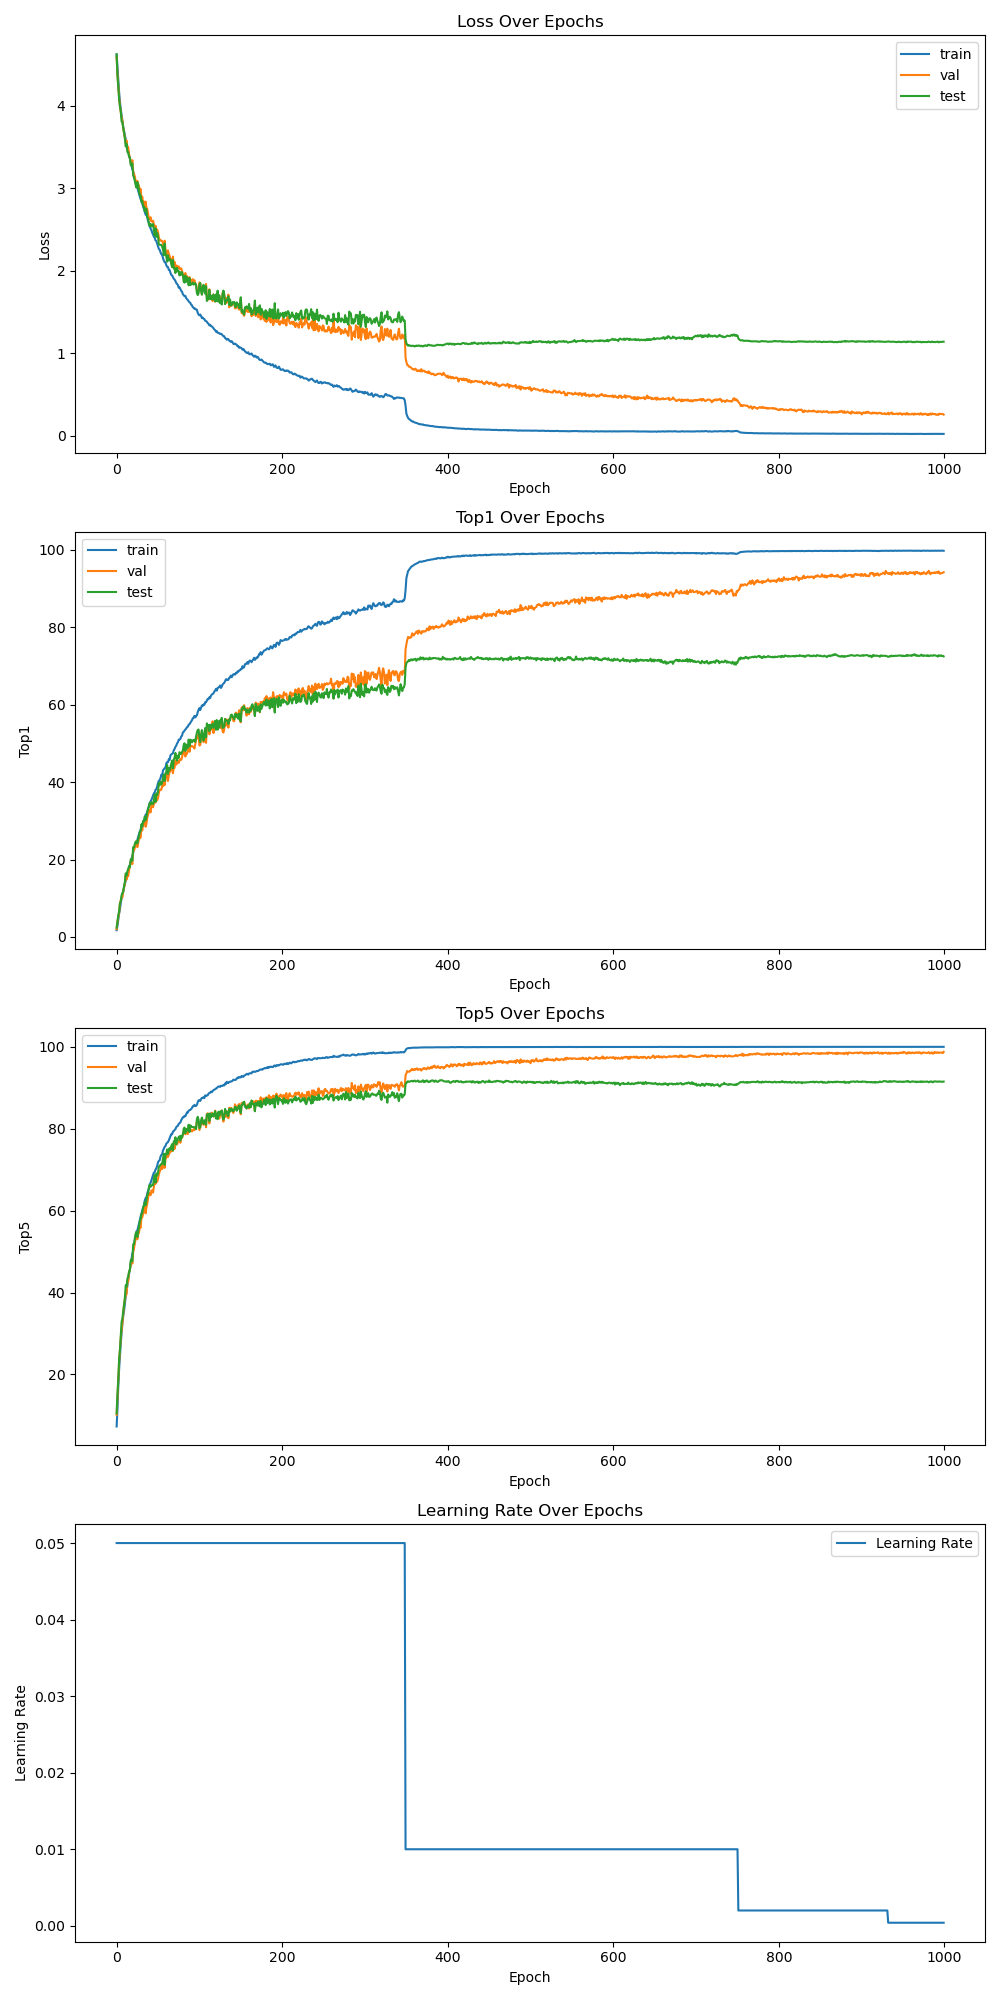 Loss Over Epochs
train
val
test
4
3
2
1
0
Loss
0 200 400 600 800 1000
Epoch
Top1 Over Epochs
train
val
test
100
80
60
40
20
0
Top1
0 200 400 600 800 1000
Epoch
Top5 Over Epochs
train
val
test
100
80
60
40
20
Top5
0 200 400 600 800 1000
Epoch
Learning Rate Over Epochs
Learning Rate
0.05
0.04
0.03
0.02
0.01
0.00
Learning Rate
0 200 400 600 800 1000
Epoch